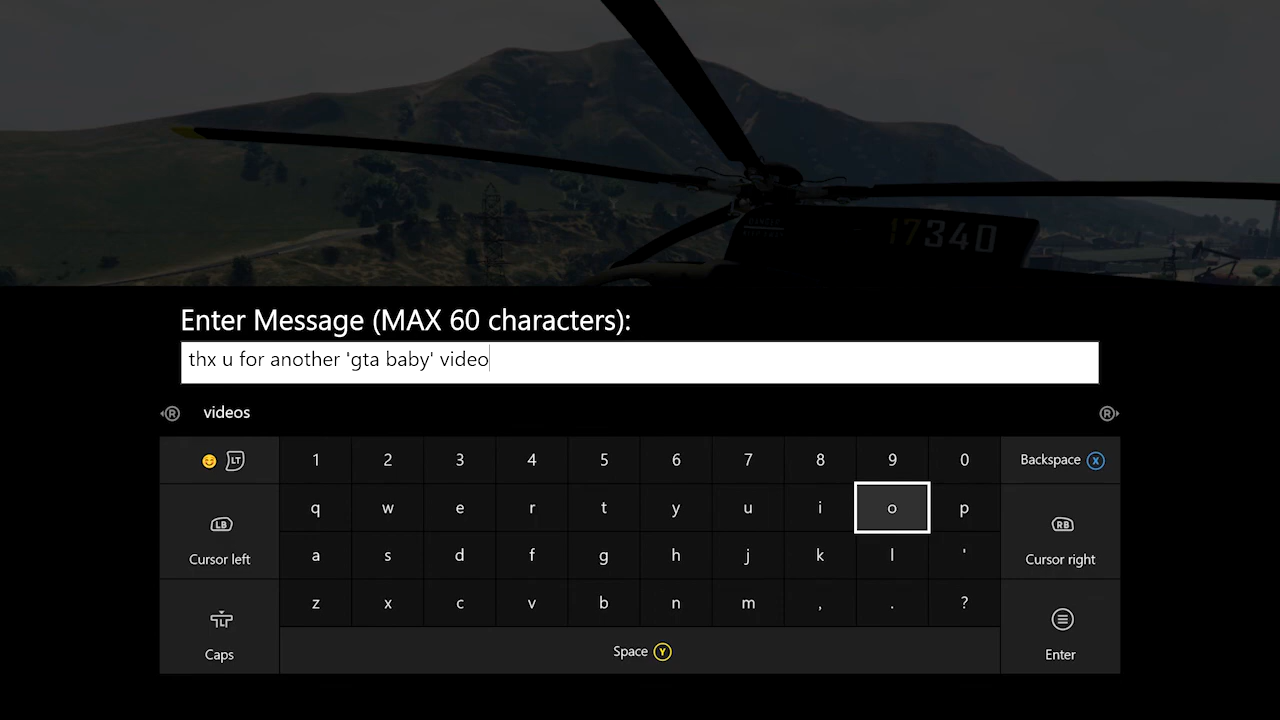 17340
Enter Message (MAX 60 characters):
thx u for another 'gta baby' video
R videos R
😊 LT 1 2 3 4 5 6 7 8 9 0 Backspace X
q w e r t y u i o p
LB Cursor left a s d f g h j k l ' RB Cursor right
z x c v b n m , . ?
Caps Space Y Enter